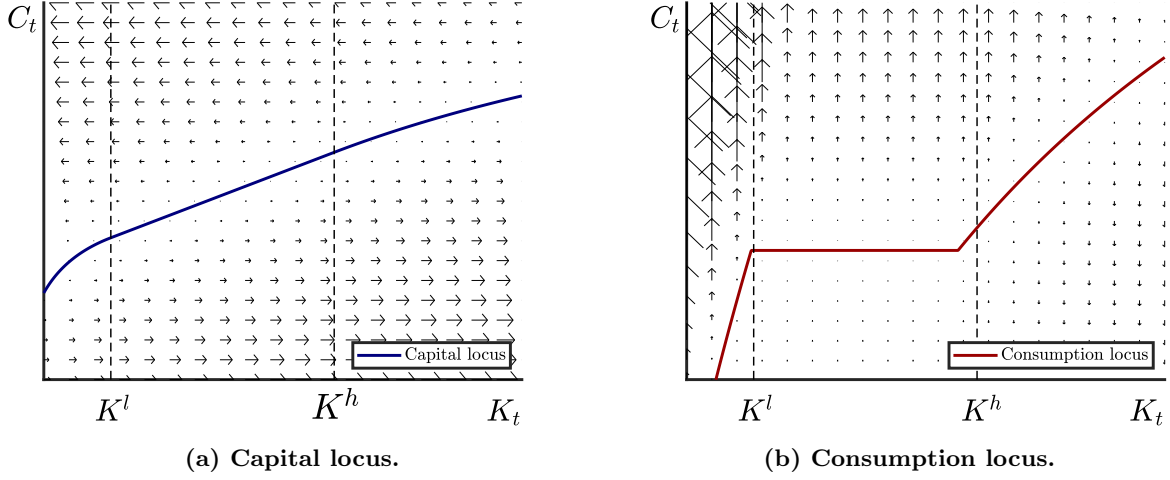 C_t
Capital locus
K^l
K^h
K_t
(a) Capital locus.
C_t
Consumption locus
K^l
K^h
K_t
(b) Consumption locus.